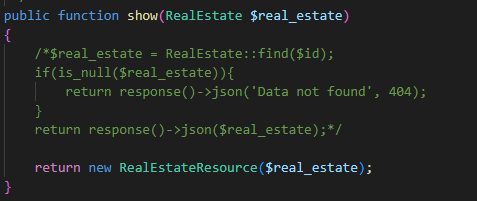 public function show(RealEstate $real_estate)
{
/*$real_estate = RealEstate::find($id);
if(is_null($real_estate)){
return response()->json('Data not found', 404);
}
return response()->json($real_estate);*/
return new RealEstateResource($real_estate);
}